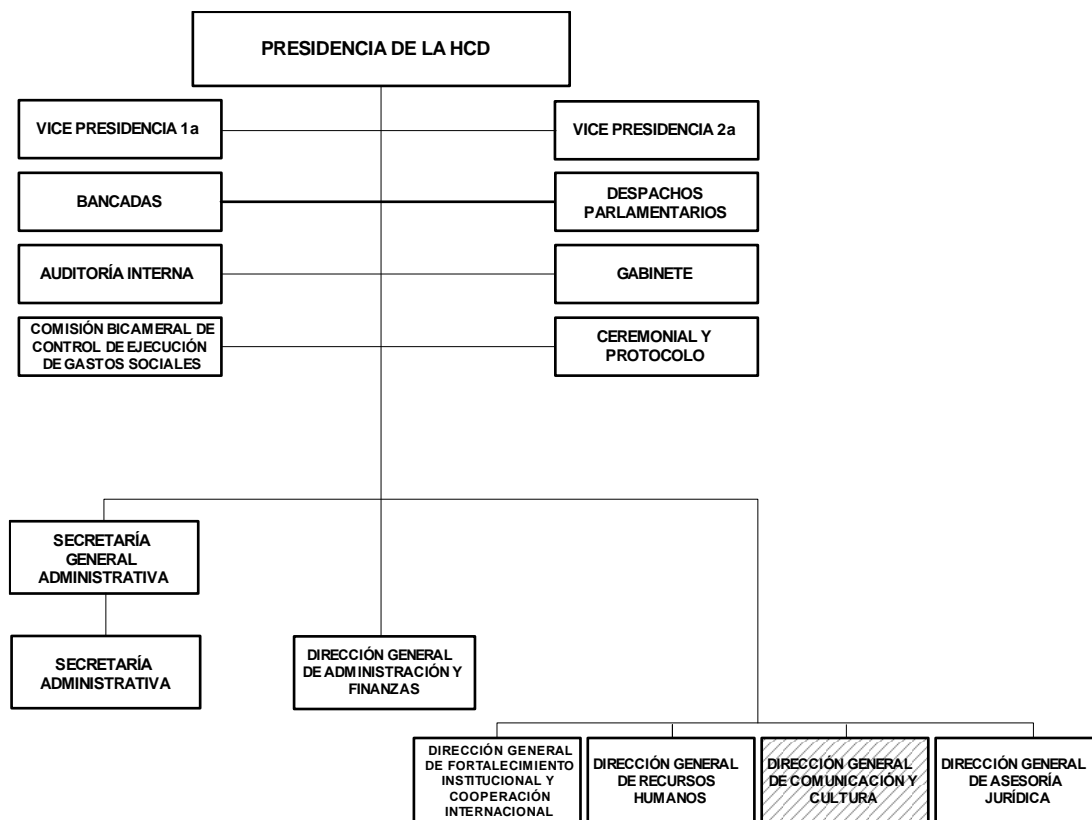 PRESIDENCIA DE LA HCD
VICE PRESIDENCIA 1a
VICE PRESIDENCIA 2a
BANCADAS
DESPACHOS
PARLAMENTARIOS
AUDITORÍA INTERNA
GABINETE
COMISIÓN BICAMERAL DE
CONTROL DE EJECUCIÓN
DE GASTOS SOCIALES
CEREMONIAL Y
PROTOCOLO
SECRETARÍA
GENERAL
ADMINISTRATIVA
SECRETARÍA
ADMINISTRATIVA
DIRECCIÓN GENERAL
DE ADMINISTRACIÓN Y
FINANZAS
DIRECCIÓN GENERAL
DE FORTALECIMIENTO
INSTITUCIONAL Y
COOPERACIÓN
INTERNACIONAL
DIRECCIÓN GENERAL
DE RECURSOS
HUMANOS
DIRECCIÓN GENERAL
DE COMUNICACIÓN Y
CULTURA
DIRECCIÓN GENERAL
DE ASESORÍA
JURÍDICA